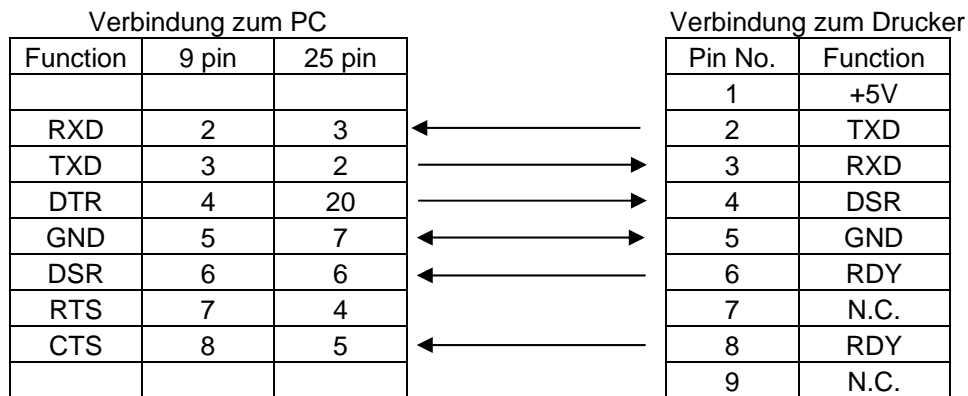 Verbindung zum PC Verbindung zum Drucker
Function 9 pin 25 pin Pin No. Function
1 +5V
RXD 2 3 2 TXD
TXD 3 2 3 RXD
DTR 4 20 4 DSR
GND 5 7 5 GND
DSR 6 6 6 RDY
RTS 7 4 7 N.C.
CTS 8 5 8 RDY
9 N.C.